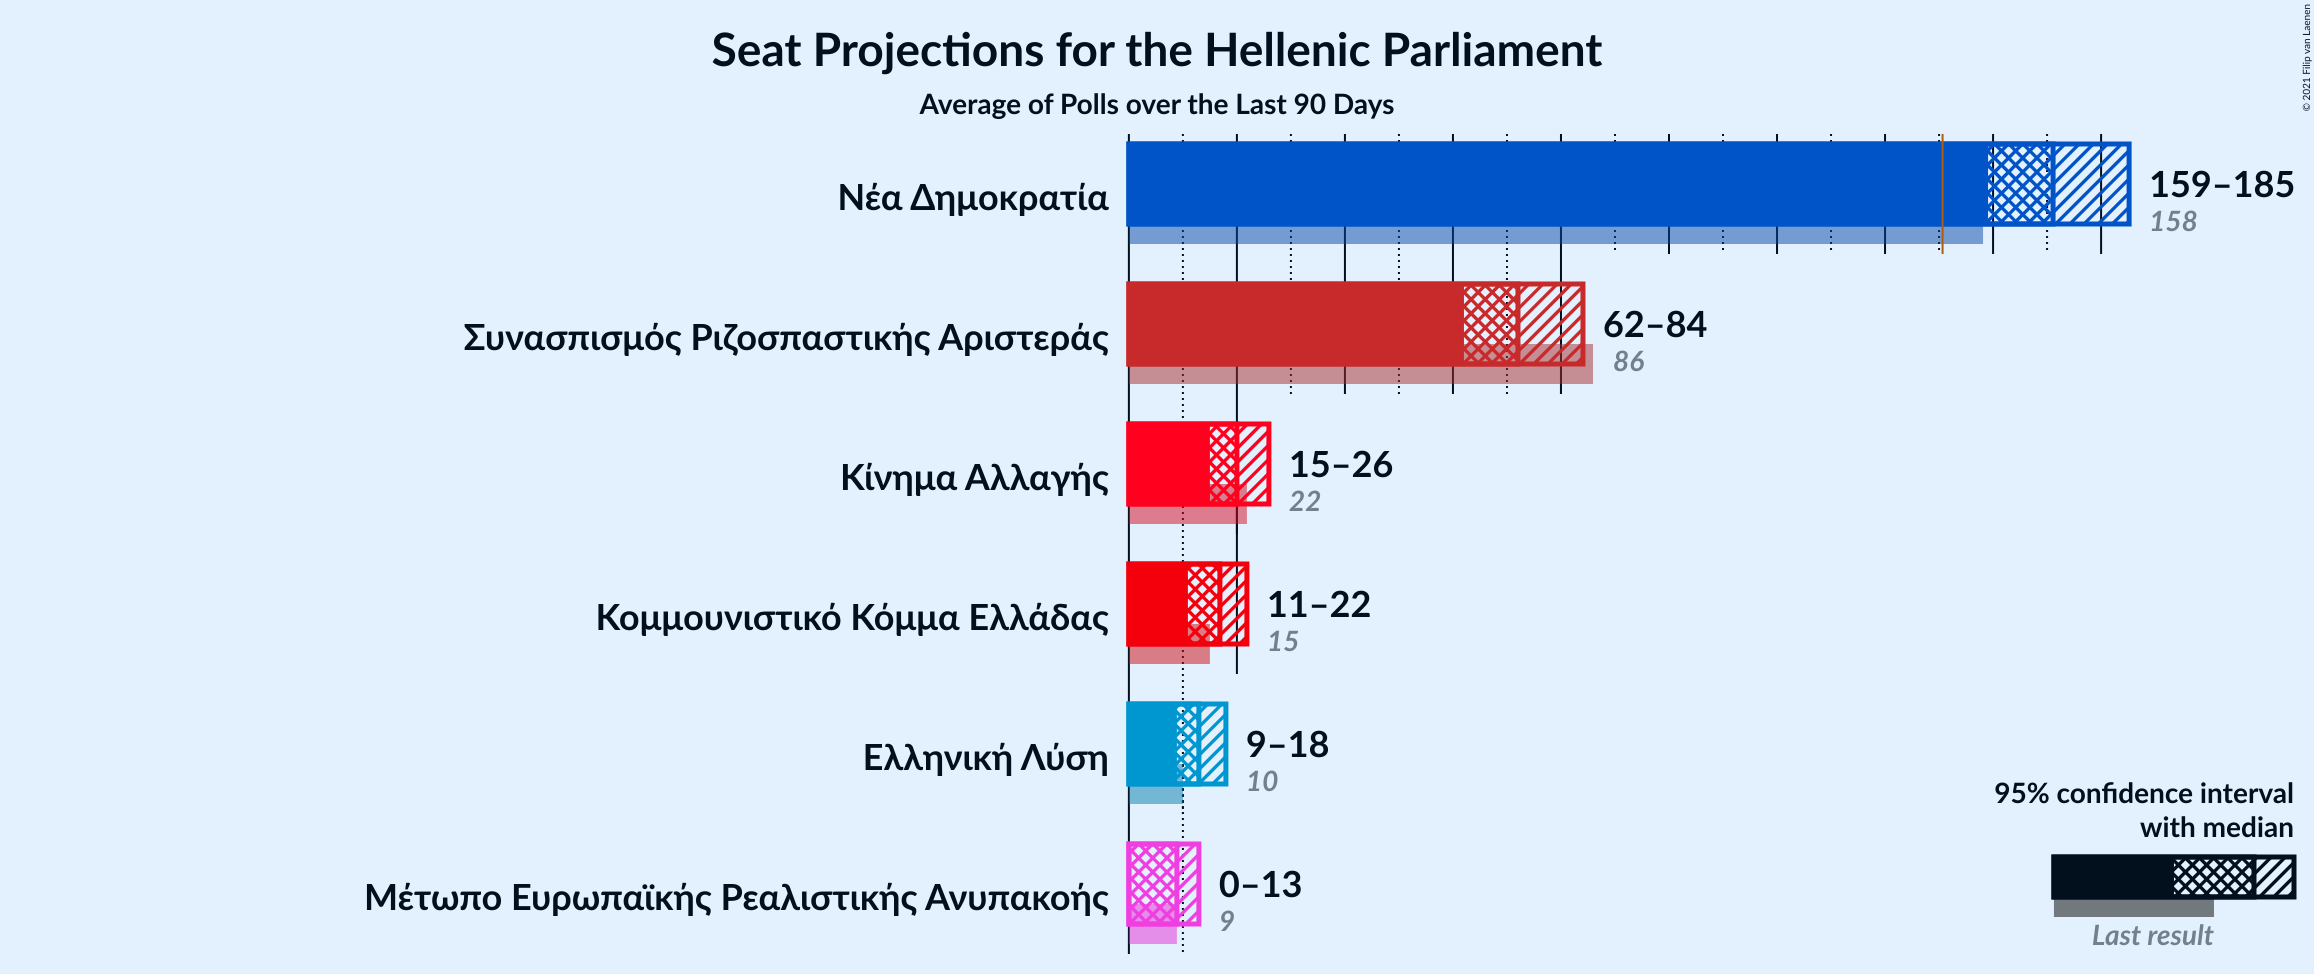 Seat Projections for the Hellenic Parliament
Average of Polls over the Last 90 Days
© 2021 Filip van Laenen
Νέα Δημοκρατία
159–185
158
Συνασπισμός Ριζοσπαστικής Αριστεράς
62–84
86
Κίνημα Αλλαγής
15–26
22
Κομμουνιστικό Κόμμα Ελλάδας
11–22
15
Ελληνική Λύση
9–18
10
Μέτωπο Ευρωπαϊκής Ρεαλιστικής Ανυπακοής
0–13
9
95% confidence interval
with median
Last result